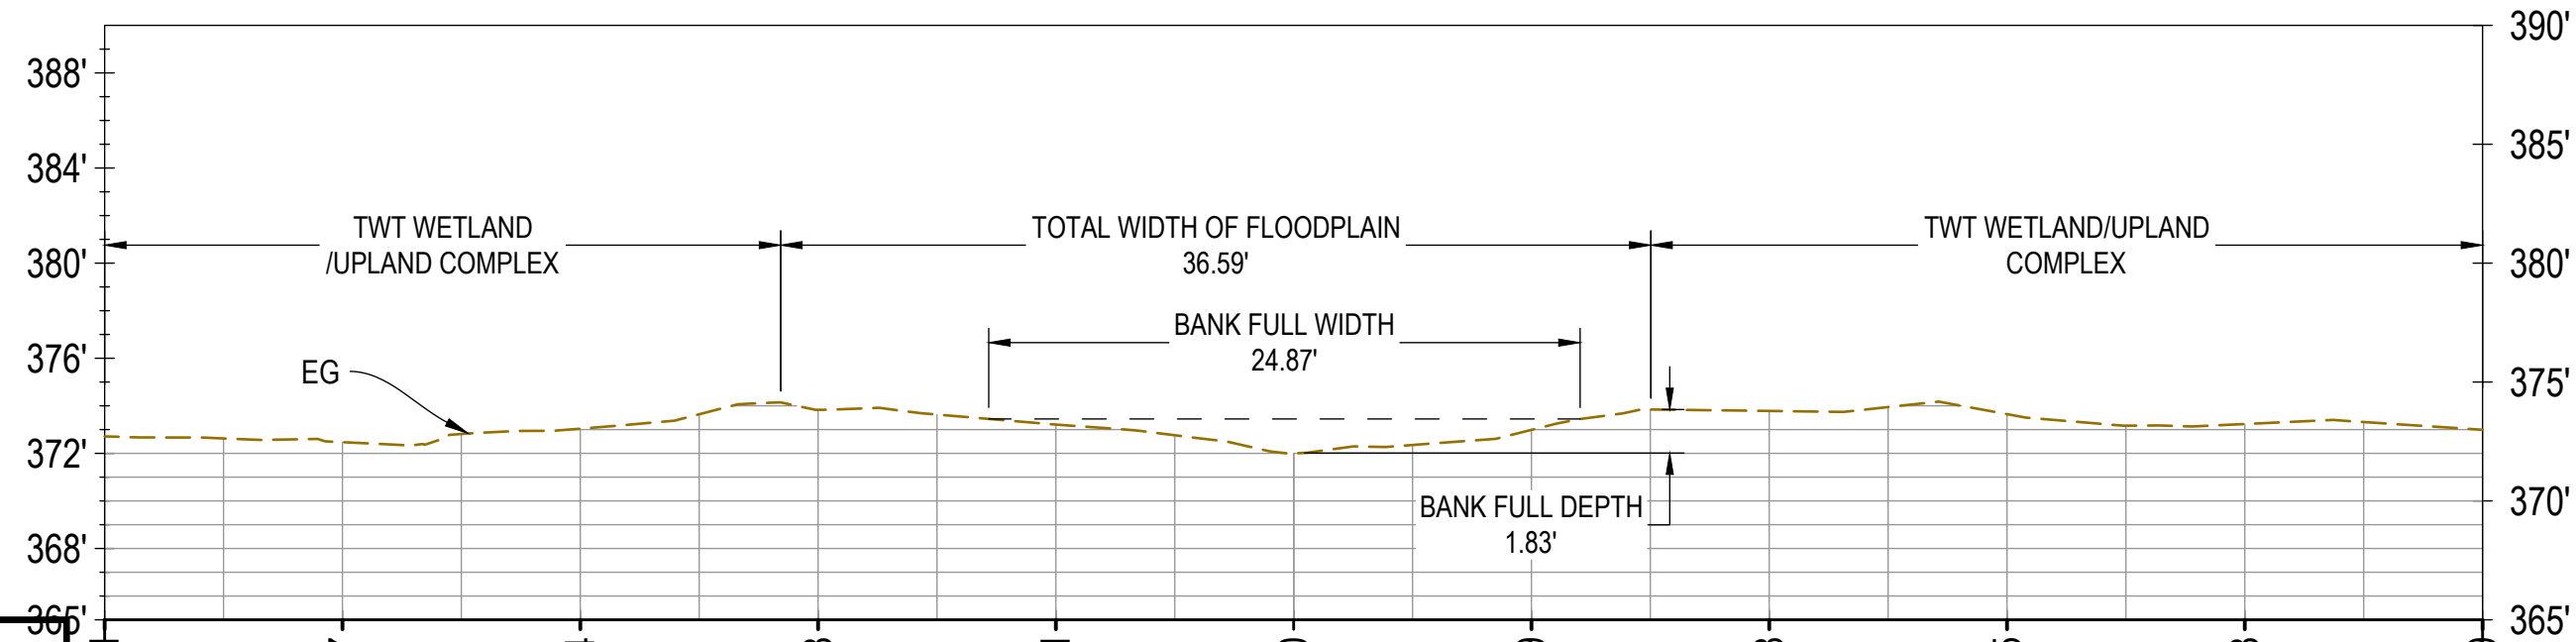 390'
388'
385'
384'
TWT WETLAND
/UPLAND COMPLEX
TOTAL WIDTH OF FLOODPLAIN
36.59'
TWT WETLAND/UPLAND
COMPLEX
380'
380'
BANK FULL WIDTH
24.87'
376'
EG
375'
372'
BANK FULL DEPTH
1.83'
370'
368'
365'
365'